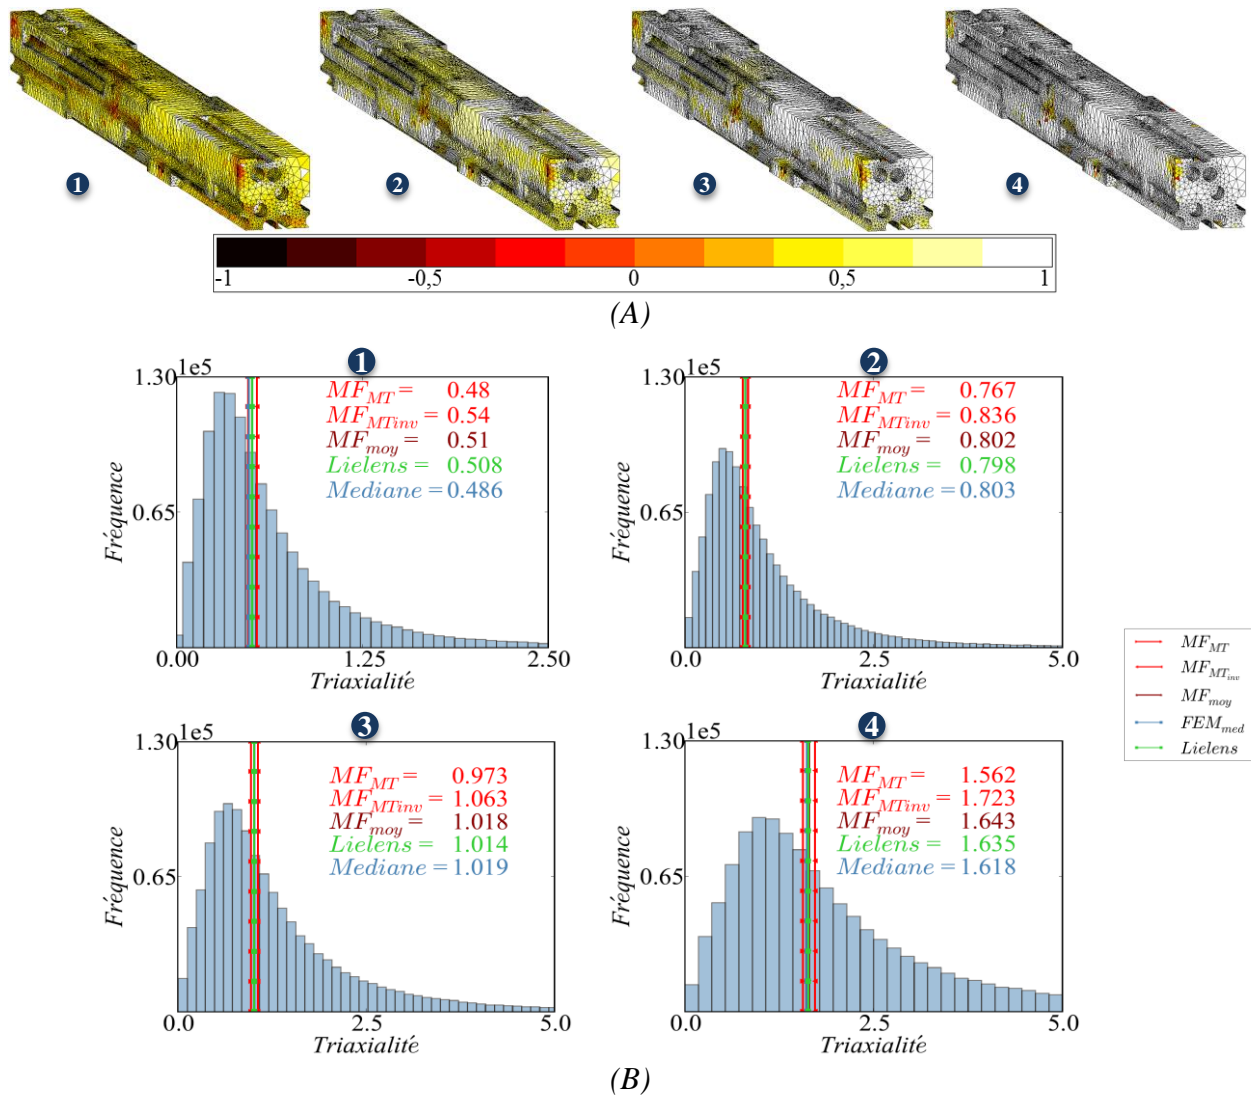 1 2 3 4
-1 -0,5 0 0,5 1
(A)
1
1.30 1e5
MF_MT = 0.48
MF_MTinv = 0.54
MF_moy = 0.51
Lielens = 0.508
Mediane = 0.486
0.65
Fréquence
0.00 1.25 2.50
Triaxialité
2
1.30 1e5
MF_MT = 0.767
MF_MTinv = 0.836
MF_moy = 0.802
Lielens = 0.798
Mediane = 0.803
0.65
Fréquence
0.0 2.5 5.0
Triaxialité
MF_MT
MF_MTinv
MF_moy
FEM_med
Lielens
3
1.30 1e5
MF_MT = 0.973
MF_MTinv = 1.063
MF_moy = 1.018
Lielens = 1.014
Mediane = 1.019
0.65
Fréquence
0.0 2.5 5.0
Triaxialité
4
1.30 1e5
MF_MT = 1.562
MF_MTinv = 1.723
MF_moy = 1.643
Lielens = 1.635
Mediane = 1.618
0.65
Fréquence
0.0 2.5 5.0
Triaxialité
(B)